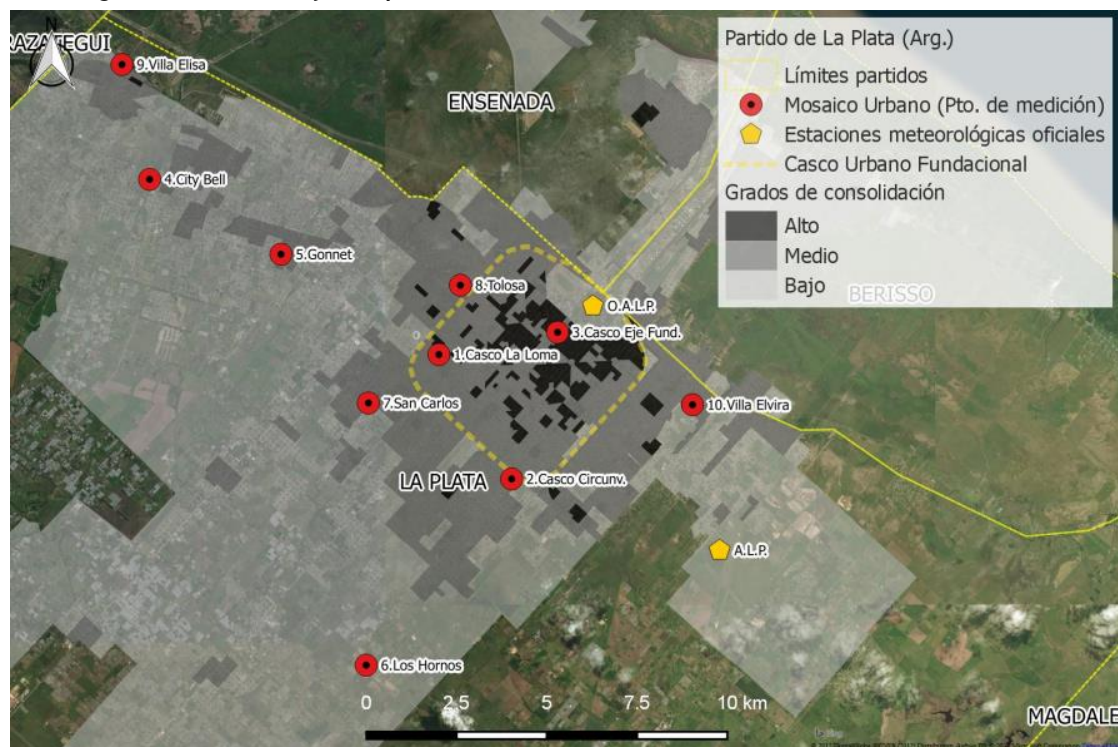 RAZATEGUI
N
9.Villa Elisa
ENSENADA
4.City Bell
5.Gonnet
8.Tolosa
O.A.L.P.
3.Casco Eje Fund.
1.Casco La Loma
7.San Carlos
10.Villa Elvira
LA PLATA
2.Casco Circunv.
A.L.P.
6.Los Hornos
BERISSO
MAGDALE
Partido de La Plata (Arg.)
Límites partidos
Mosaico Urbano (Pto. de medición)
Estaciones meteorológicas oficiales
Casco Urbano Fundacional
Grados de consolidación
Alto
Medio
Bajo
0 2.5 5 7.5 10 km